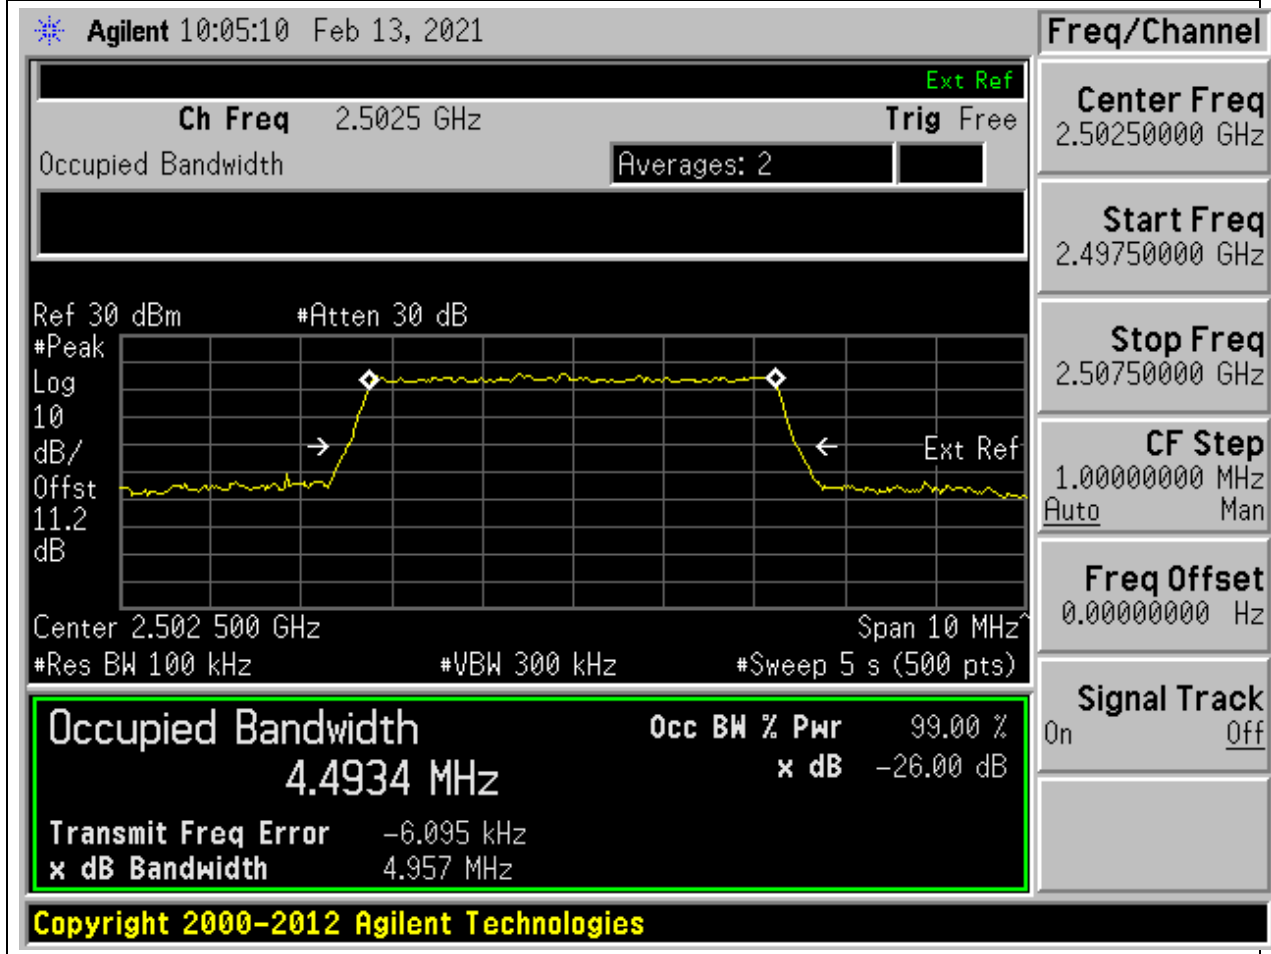 Agilent 10:05:10 Feb 13, 2021
Ext Ref
Ch Freq 2.5025 GHz Trig Free
Occupied Bandwidth Averages: 2
Ref 30 dBm #Atten 30 dB
#Peak
Log
10
dB/
Offst
11.2
dB
Ext Ref
Center 2.502 500 GHz Span 10 MHz^
#Res BW 100 kHz #VBW 300 kHz #Sweep 5 s (500 pts)
Occupied Bandwidth Occ BW % Pwr 99.00 %
4.4934 MHz x dB -26.00 dB
Transmit Freq Error -6.095 kHz
x dB Bandwidth 4.957 MHz
Copyright 2000-2012 Agilent Technologies
Freq/Channel
Center Freq
2.50250000 GHz
Start Freq
2.49750000 GHz
Stop Freq
2.50750000 GHz
CF Step
1.00000000 MHz
Auto Man
Freq Offset
0.00000000 Hz
Signal Track
On Off